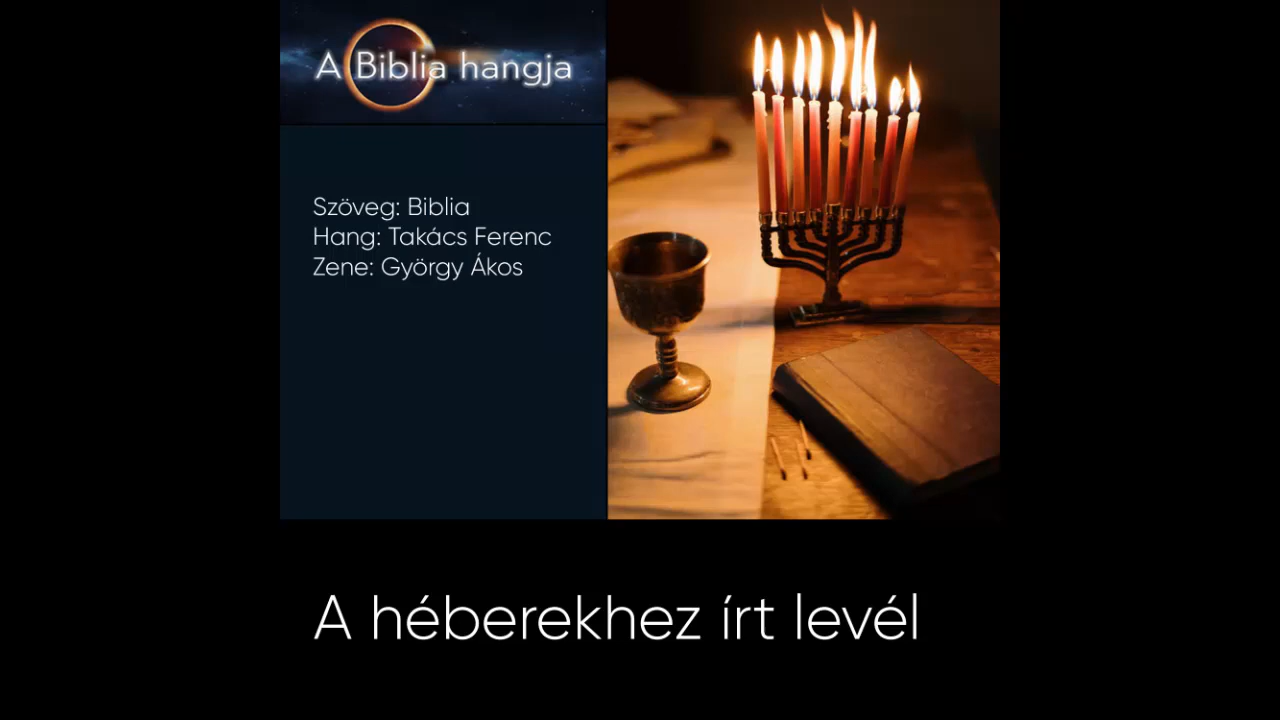 A Biblia hangja
Szöveg: Biblia
Hang: Takács Ferenc
Zene: György Ákos
A héberekhez írt levél